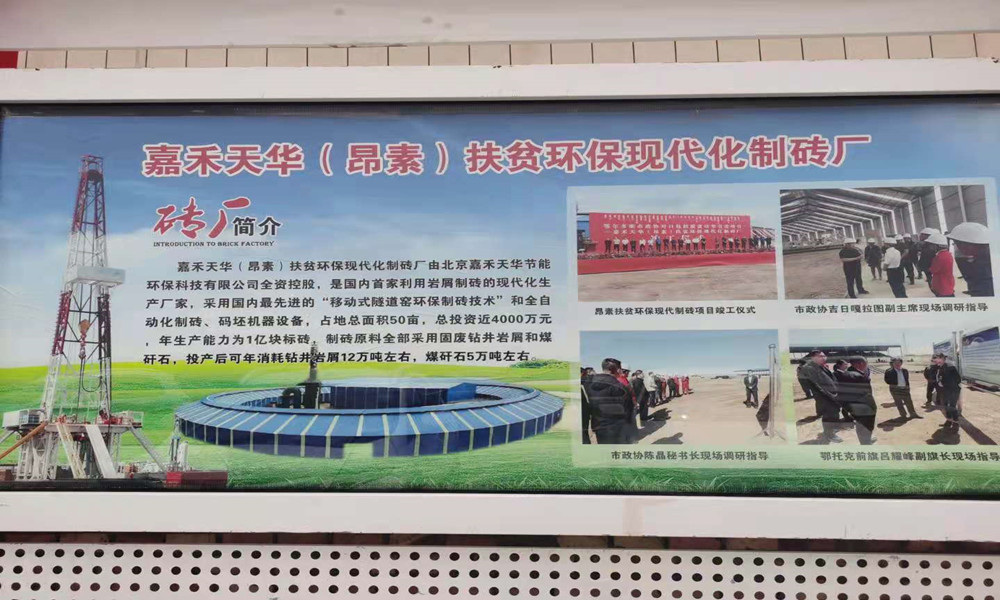 嘉禾天华（昂素）扶贫环保现代化制砖厂
砖厂简介
INTRODUCTION TO BRICK FACTORY
嘉禾天华（昂素）扶贫环保现代化制砖厂由北京嘉禾天华节能
环保科技有限公司全资控股，是国内首家利用岩屑制砖的现代化生
产厂家，采用国内最先进的“移动式隧道窑环保制砖技术”和全自
动化制砖、码坯机器设备，占地总面积50亩，总投资近4000万元
，年生产能力为1亿块标砖，制砖原料全部采用固废钻井岩屑和煤
矸石，投产后可年消耗钻井岩屑12万吨左右，煤矸石5万吨左右。
昂素扶贫环保现代制砖项目竣工仪式
市政协吉日嘎拉图副主席现场调研指导
市政协陈晶秘书长现场调研指导
鄂托克前旗吕耀峰副旗长现场指导